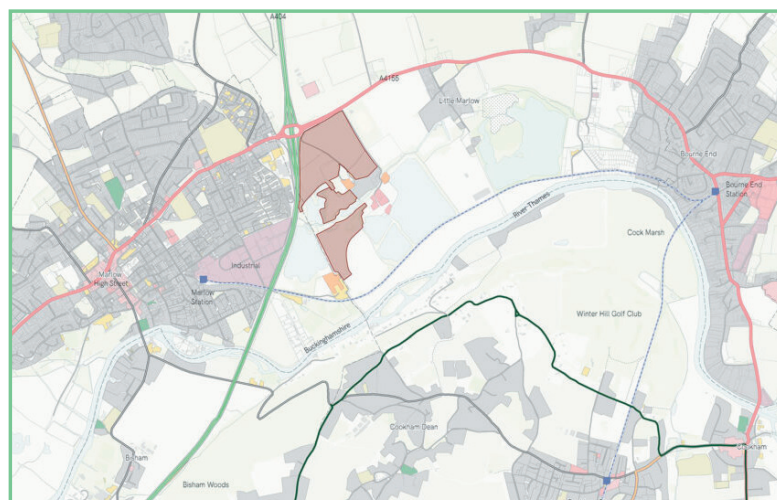 A404
A4155
Little Marlow
Bourne End
Bourne End
Station
River Thames
Cock Marsh
Industrial
Marlow
High Street
Marlow
Station
Winter Hill Golf Club
Buckinghamshire
Cookham Dean
Cookham
Bisham
Bisham Woods